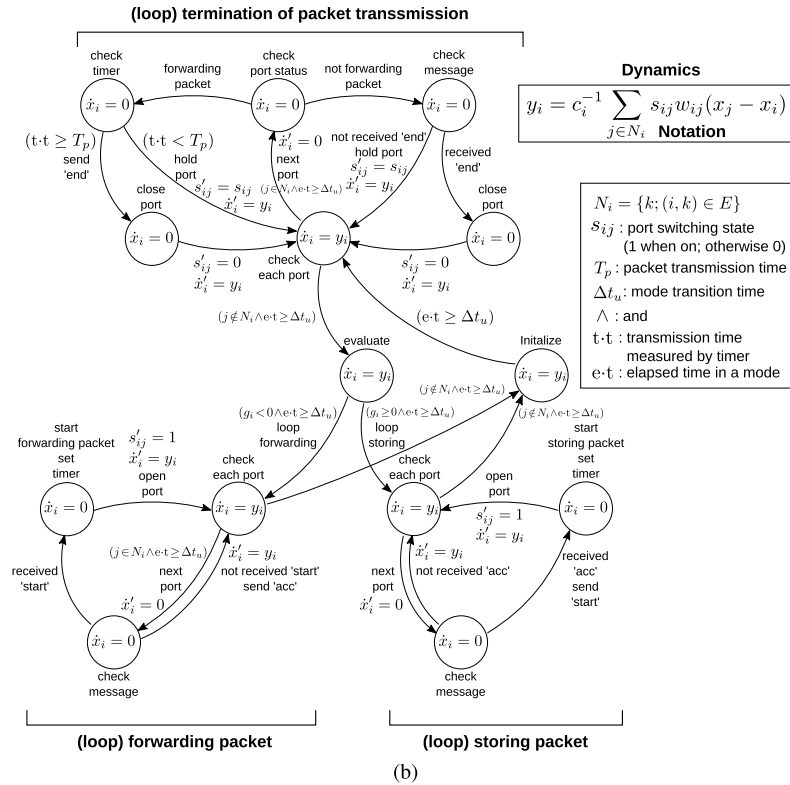 (loop) termination of packet transsmission
check
timer
ẋᵢ = 0
forwarding
packet
check
port status
ẋᵢ = 0
not forwarding
packet
check
message
ẋᵢ = 0
Dynamics
yᵢ = cᵢ⁻¹ ∑ sᵢⱼwᵢⱼ(xⱼ − xᵢ)
j∈Nᵢ
Notation
(t·t ≥ Tₚ)
send
'end'
(t·t < Tₚ)
hold
port
s′ᵢⱼ = sᵢⱼ
ẋ′ᵢ = yᵢ
ẋ′ᵢ = 0
next
port
(j∈Nᵢ∧e·t≥Δtᵤ)
not received 'end'
hold port
s′ᵢⱼ = sᵢⱼ
ẋ′ᵢ = yᵢ
received
'end'
close
port
ẋᵢ = 0
s′ᵢⱼ = 0
ẋ′ᵢ = yᵢ
ẋᵢ = yᵢ
check
each port
close
port
ẋᵢ = 0
s′ᵢⱼ = 0
ẋ′ᵢ = yᵢ
Nᵢ = {k; (i, k) ∈ E}
sᵢⱼ : port switching state
(1 when on; otherwise 0)
Tₚ : packet transmission time
Δtᵤ : mode transition time
∧ : and
t·t : transmission time
measured by timer
e·t : elapsed time in a mode
(j∉Nᵢ∧e·t≥Δtᵤ)
(e·t ≥ Δtᵤ)
evaluate
ẋᵢ = yᵢ
Initalize
ẋᵢ = yᵢ
(j∉Nᵢ∧e·t≥Δtᵤ)
(gᵢ<0∧e·t≥Δtᵤ)
loop
forwarding
(gᵢ≥0∧e·t≥Δtᵤ)
loop
storing
(j∉Nᵢ∧e·t≥Δtᵤ)
start
forwarding packet
set
timer
ẋᵢ = 0
s′ᵢⱼ = 1
ẋ′ᵢ = yᵢ
open
port
check
each port
ẋᵢ = yᵢ
check
each port
ẋᵢ = yᵢ
open
port
s′ᵢⱼ = 1
ẋ′ᵢ = yᵢ
start
storing packet
set
timer
ẋᵢ = 0
received
'start'
(j∈Nᵢ∧e·t≥Δtᵤ)
next
port
ẋ′ᵢ = 0
ẋ′ᵢ = yᵢ
not received 'start'
send 'acc'
ẋᵢ = 0
check
message
next
port
ẋ′ᵢ = 0
ẋ′ᵢ = yᵢ
not received 'acc'
received
'acc'
send
'start'
ẋᵢ = 0
check
message
(loop) forwarding packet
(loop) storing packet
(b)